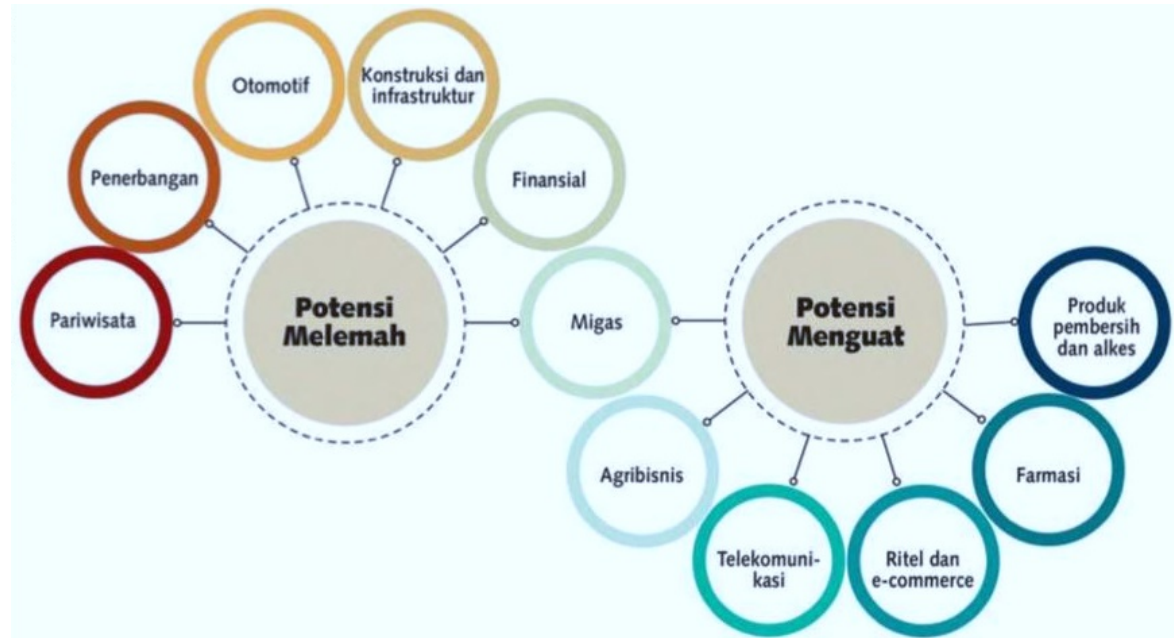 Otomotif
Konstruksi dan
infrastruktur
Penerbangan
Finansial
Pariwisata
Potensi
Melemah
Migas
Potensi
Menguat
Produk
pembersih
dan alkes
Agribisnis
Farmasi
Telekomuni-
kasi
Ritel dan
e-commerce